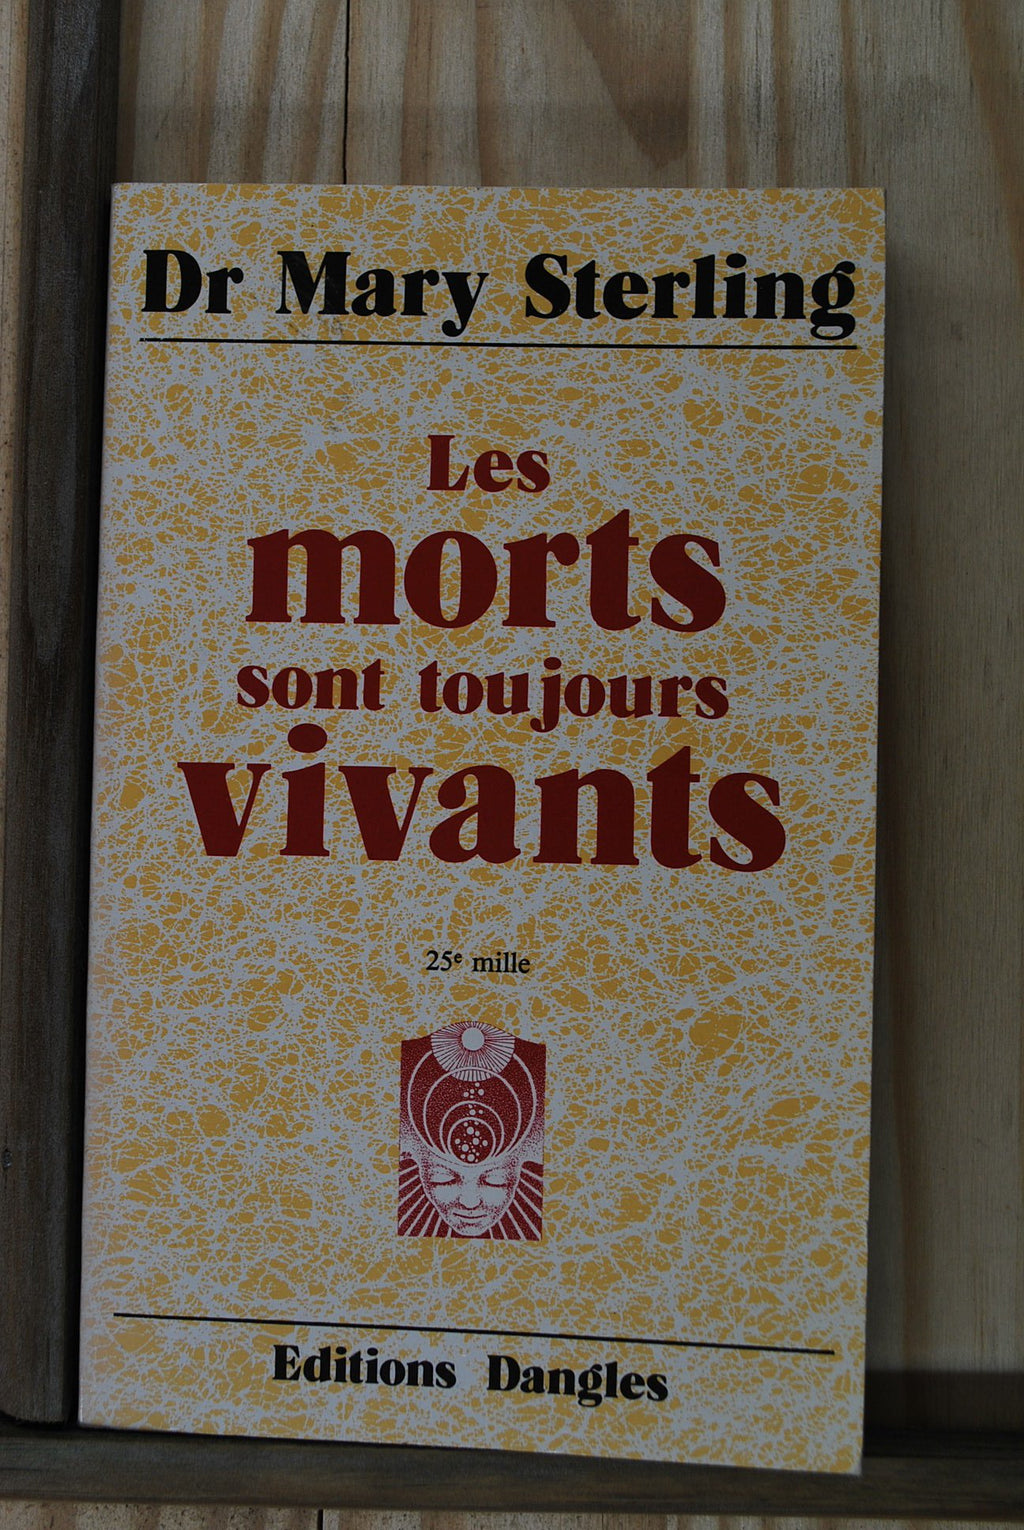 Dr Mary Sterling
Les
morts
sont toujours
vivants
25e mille
Editions Dangles